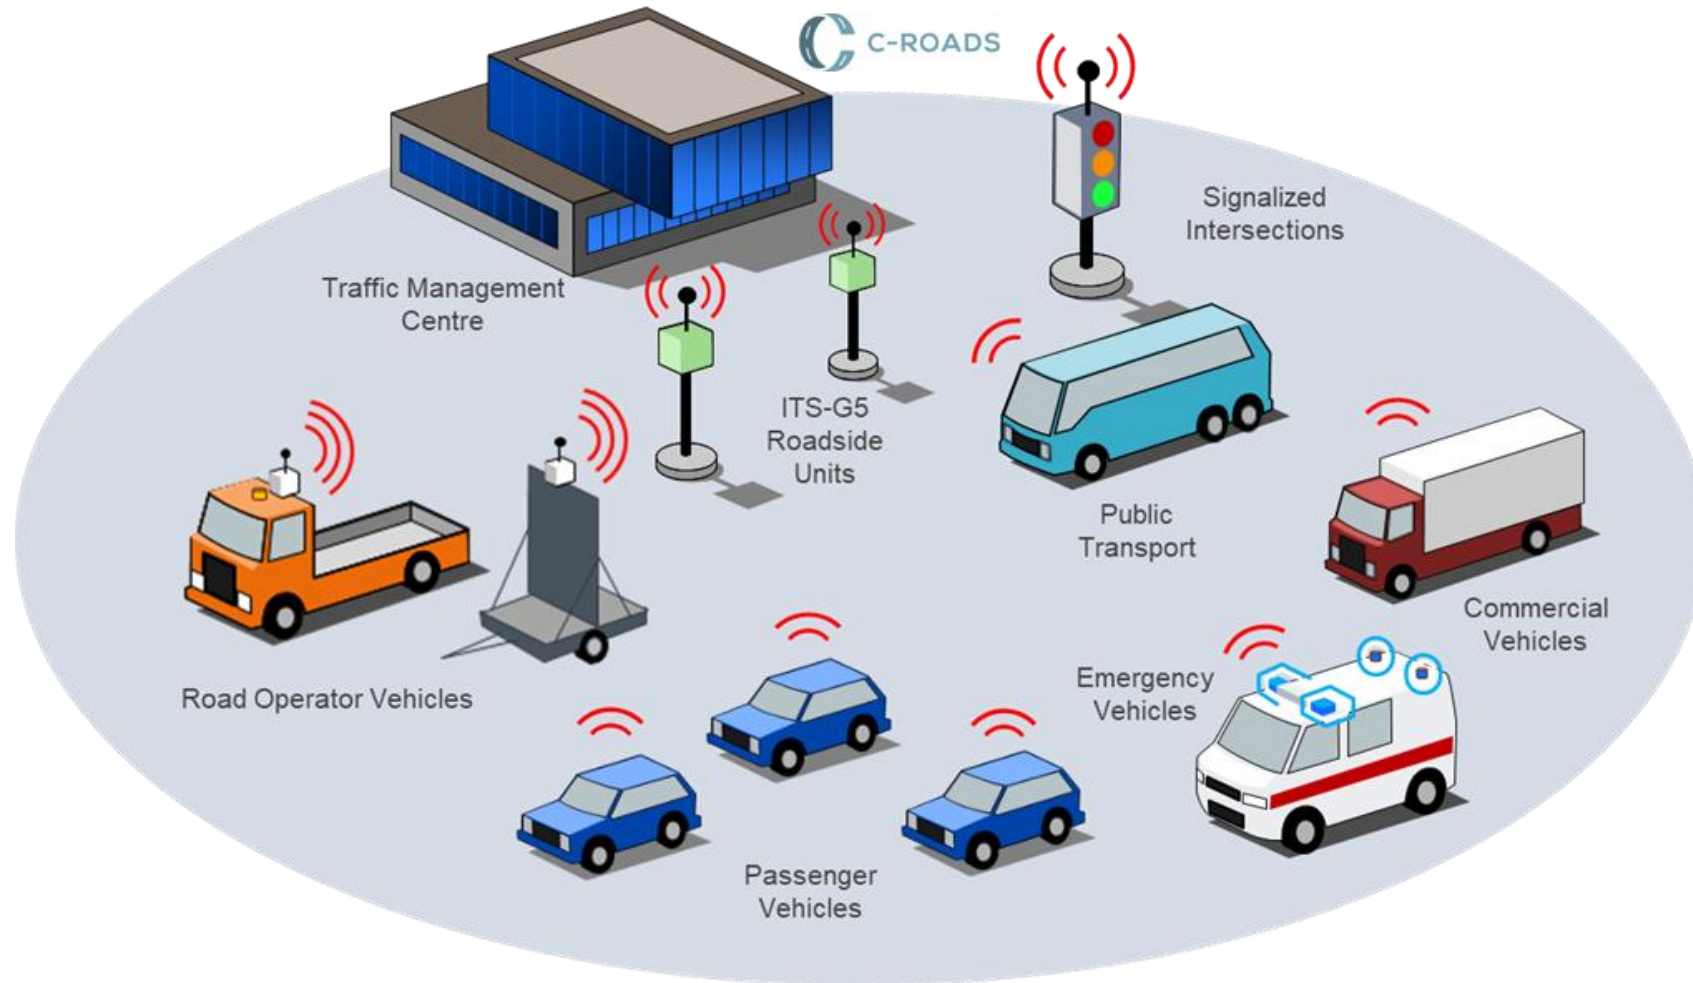 C-ROADS
Signalized
Intersections
Traffic Management
Centre
ITS-G5
Roadside
Units
Public
Transport
Commercial
Vehicles
Emergency
Vehicles
Road Operator Vehicles
Passenger
Vehicles